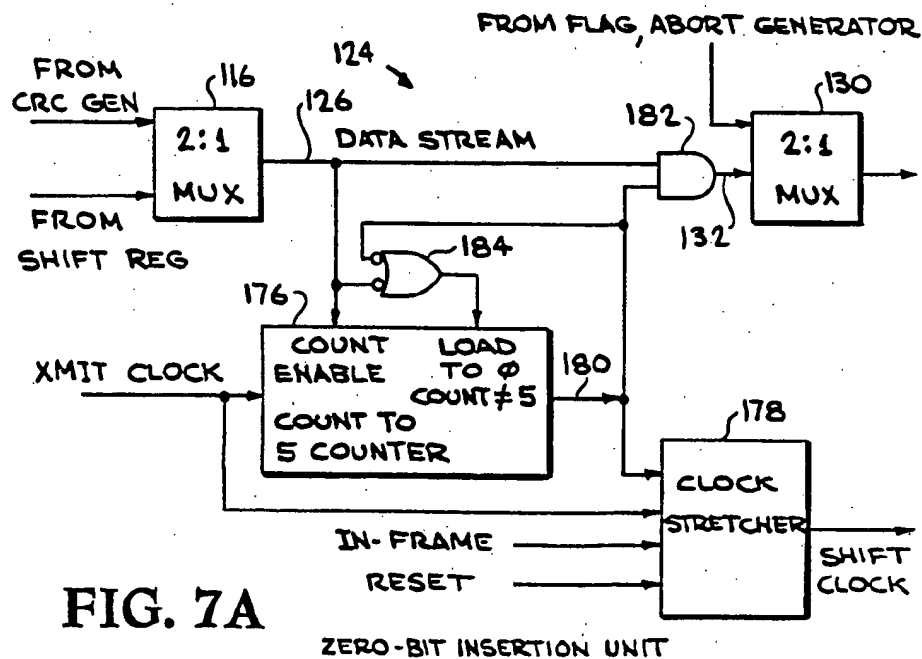 FROM FLAG, ABORT GENERATOR
124
FROM
CRC GEN
116
126
130
182
2:1
MUX
DATA STREAM
2:1
MUX
FROM
SHIFT REG
184
132
176
XMIT CLOCK
COUNT
ENABLE
LOAD
TO 0
COUNT ≠ 5
180
COUNT TO
5 COUNTER
178
CLOCK
STRETCHER
IN-FRAME
RESET
SHIFT
CLOCK
FIG. 7A
ZERO-BIT INSERTION UNIT